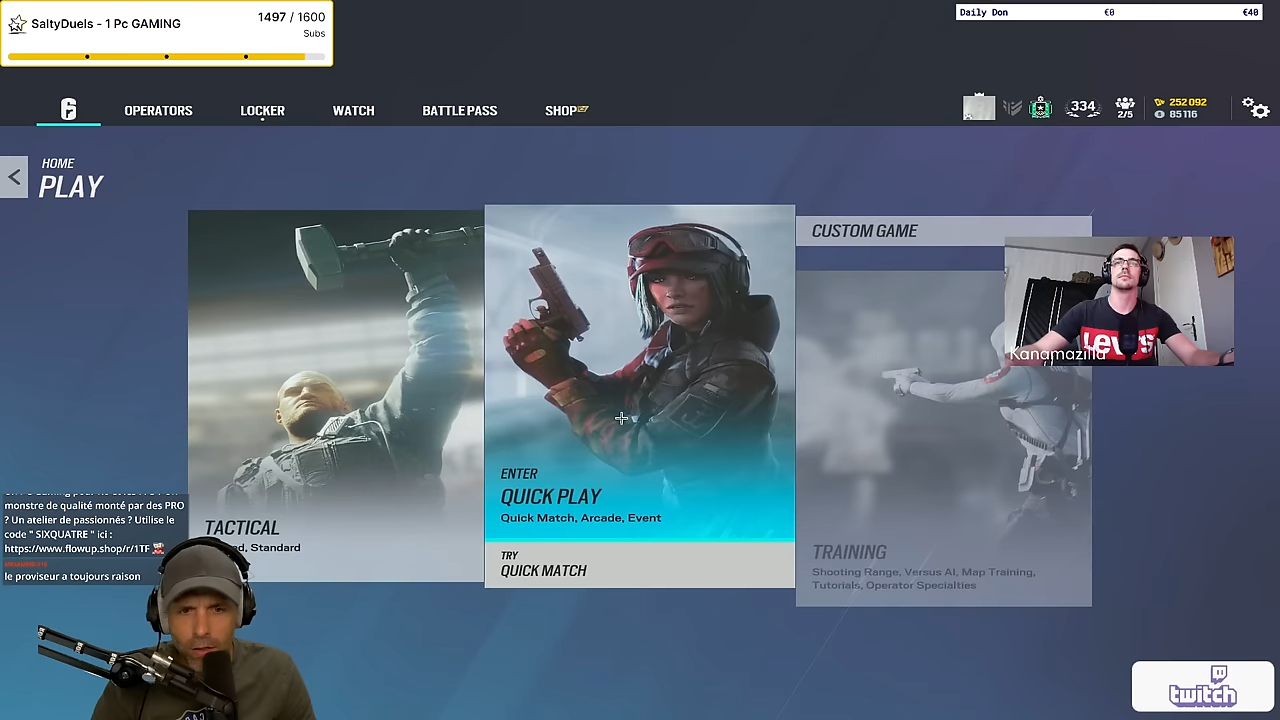 SaltyDuels - 1 Pc GAMING
1497 / 1600
Subs
Daily Don
€0
€40
OPERATORS
LOCKER
WATCH
BATTLE PASS
SHOP
334
2/5
252 092
85 116
HOME
PLAY
CUSTOM GAME
Kanamazilla
LEVI'S
ENTER
QUICK PLAY
Quick Match, Arcade, Event
TRY
QUICK MATCH
TACTICAL
Standard
TRAINING
Shooting Range, Versus AI, Map Training,
Tutorials, Operator Specialties
monstre de qualité monté par des PRO
? Un atelier de passionnés ? Utilise le
code " SIXQUATRE " ici :
https://www.flowup.shop/r/1TF
le proviseur a toujours raison
twitch